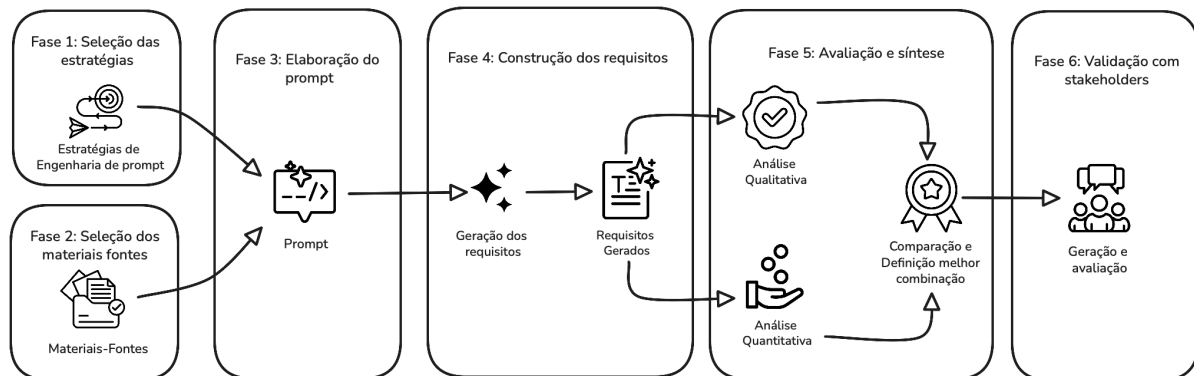 Fase 1: Seleção das
estratégias
Estratégias de
Engenharia de prompt
Fase 2: Seleção dos
materiais fontes
Materiais-Fontes
Fase 3: Elaboração do
prompt
Prompt
Fase 4: Construção dos requisitos
Geração dos
requisitos
Requisitos
Gerados
Fase 5: Avaliação e síntese
Análise
Qualitativa
Análise
Quantitativa
Comparação e
Definição melhor
combinação
Fase 6: Validação com
stakeholders
Geração e
avaliação